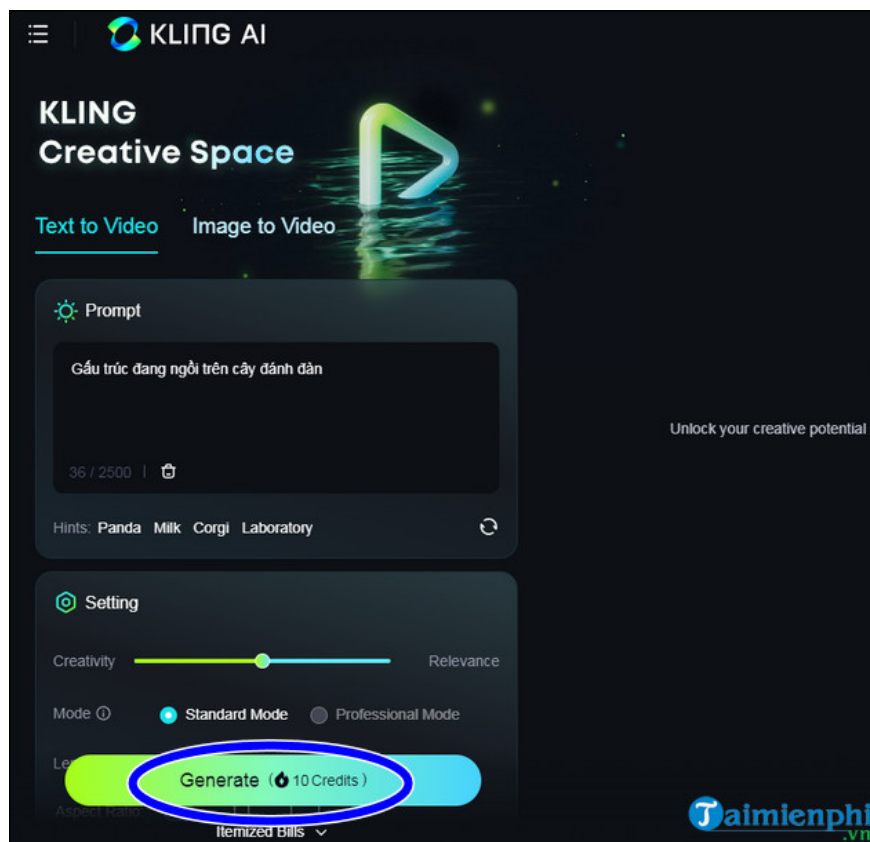 KLING AI
KLING
Creative Space
Text to Video Image to Video
Prompt
Gấu trúc đang ngồi trên cây đánh đàn
Unlock your creative potential
36 / 2500
Hints: Panda Milk Corgi Laboratory
Setting
Creativity Relevance
Mode Standard Mode Professional Mode
Generate (10 Credits)
Aspect Ratio:
Itemized Bills
Taimienphi
.vn